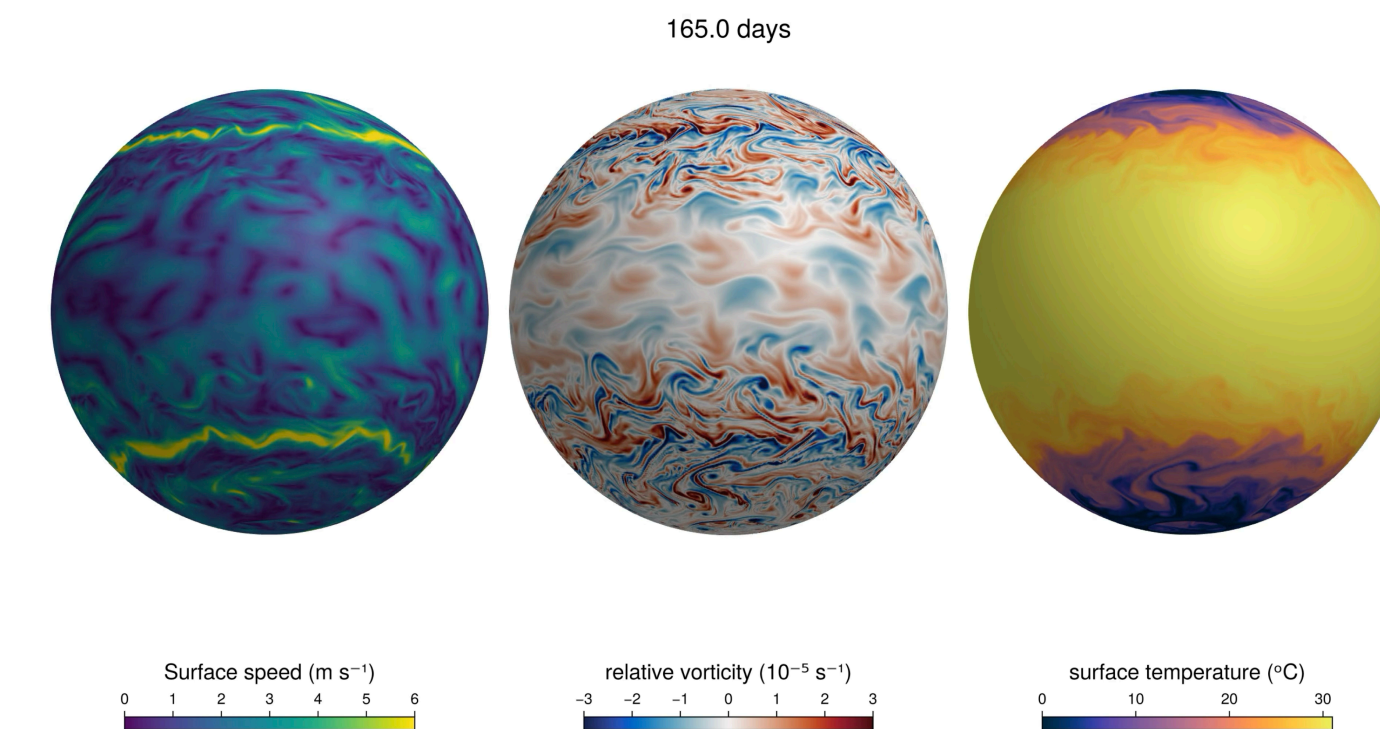 165.0 days
Surface speed (m s⁻¹)
0 1 2 3 4 5 6
relative vorticity (10⁻⁵ s⁻¹)
−3 −2 −1 0 1 2 3
surface temperature (ᵒC)
0 10 20 30